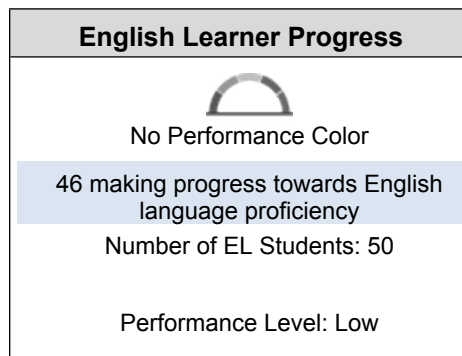 English Learner Progress
No Performance Color
46 making progress towards English
language proficiency
Number of EL Students: 50
Performance Level: Low